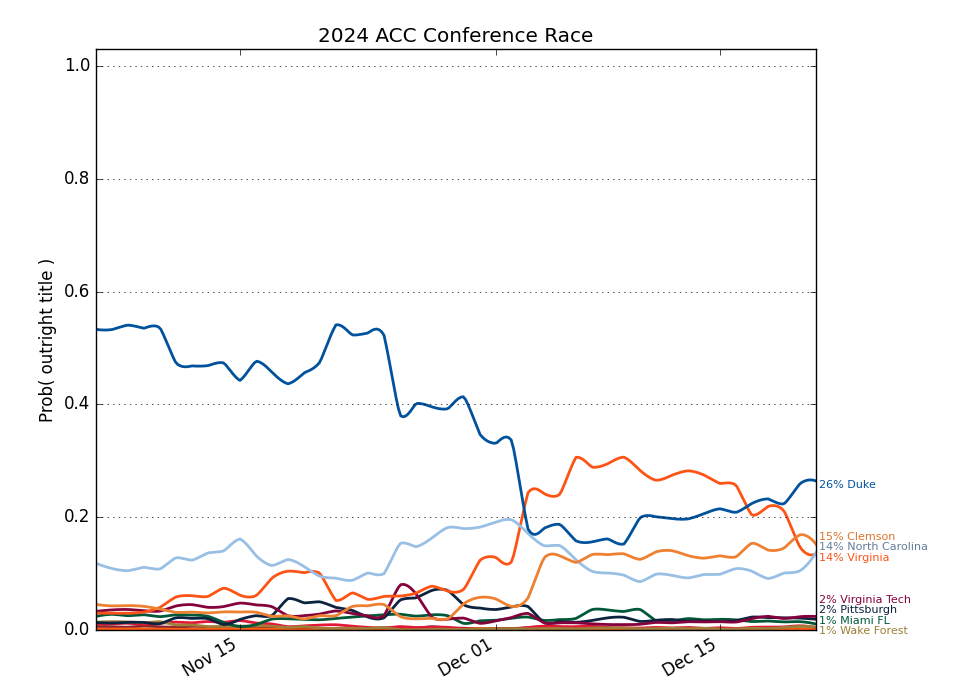 2024 ACC Conference Race
Prob( outright title )
1.0
0.8
0.6
0.4
0.2
0.0
Nov 15
Dec 01
Dec 15
26% Duke
15% Clemson
14% North Carolina
14% Virginia
2% Virginia Tech
2% Pittsburgh
1% Miami FL
1% Wake Forest